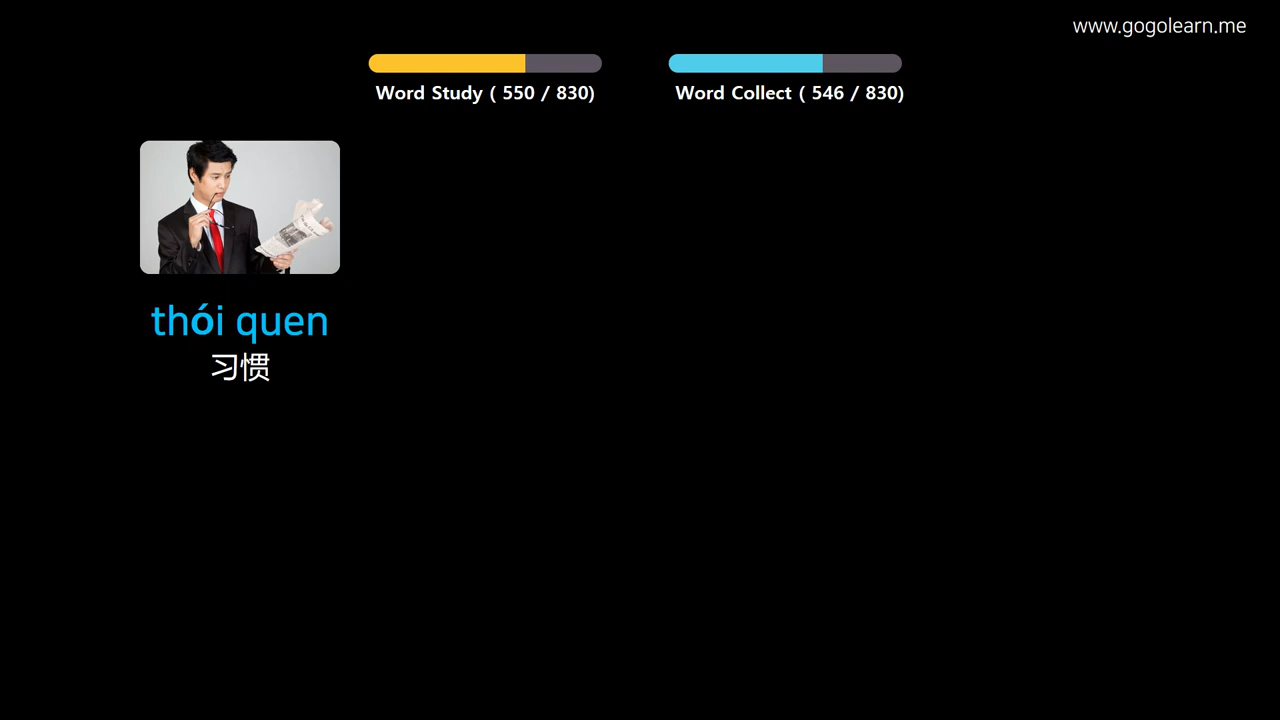 www.gogolearn.me
Word Study ( 550 / 830)
Word Collect ( 546 / 830)
thói quen
习惯